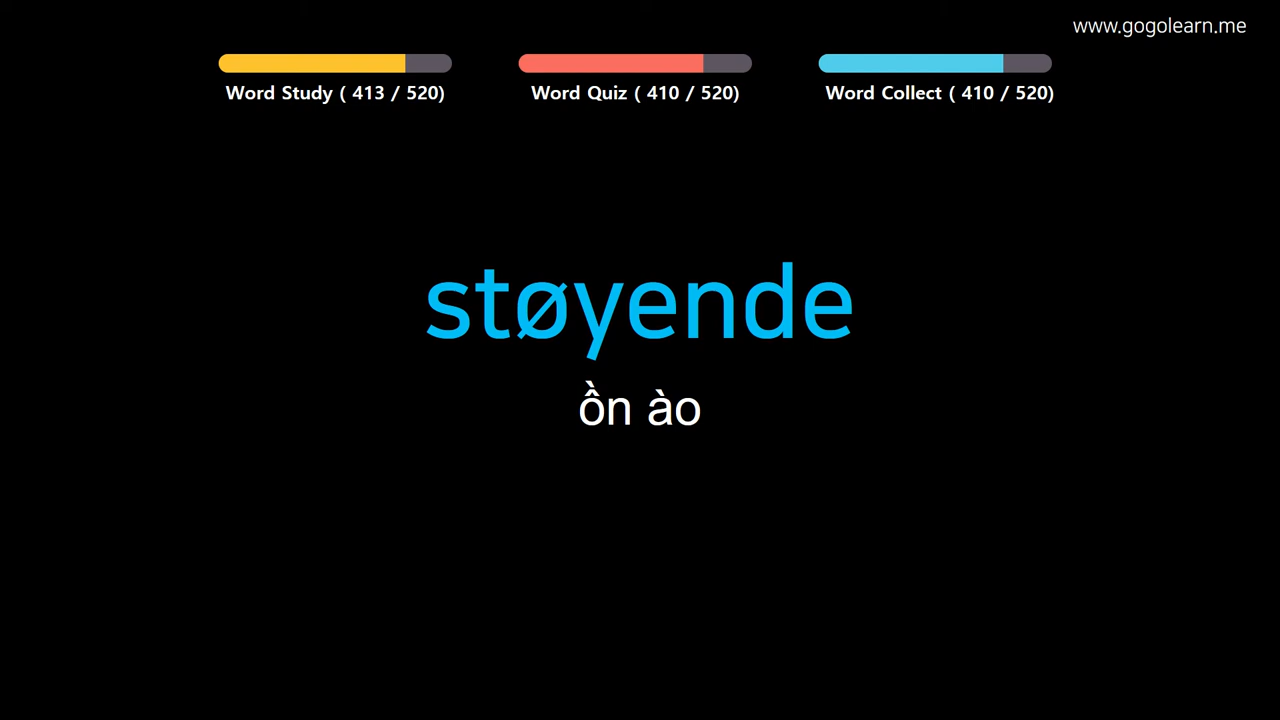 www.gogolearn.me
Word Study ( 413 / 520)
Word Quiz ( 410 / 520)
Word Collect ( 410 / 520)
støyende
ồn ào